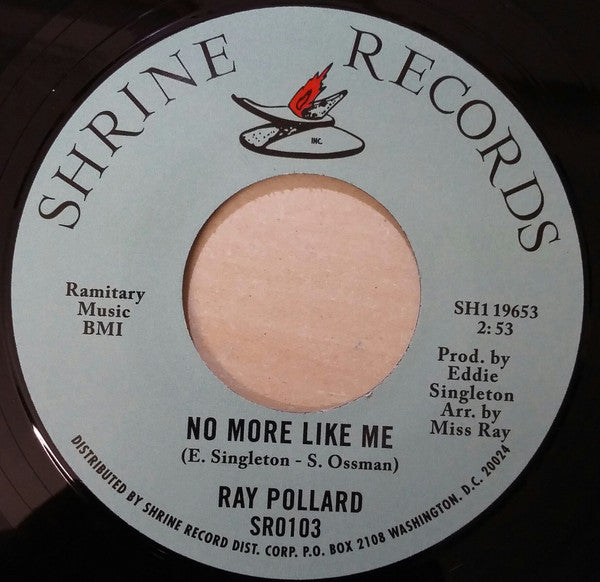 SHRINE RECORDS
INC.
Ramitary
Music
BMI
SH1 19653
2:53
Prod. by
Eddie
Singleton
Arr. by
Miss Ray
NO MORE LIKE ME
(E. Singleton - S. Ossman)
RAY POLLARD
SRO103
DISTRIBUTED BY SHRINE RECORD DIST. CORP. P.O. BOX 2108 WASHINGTON, D.C. 20024